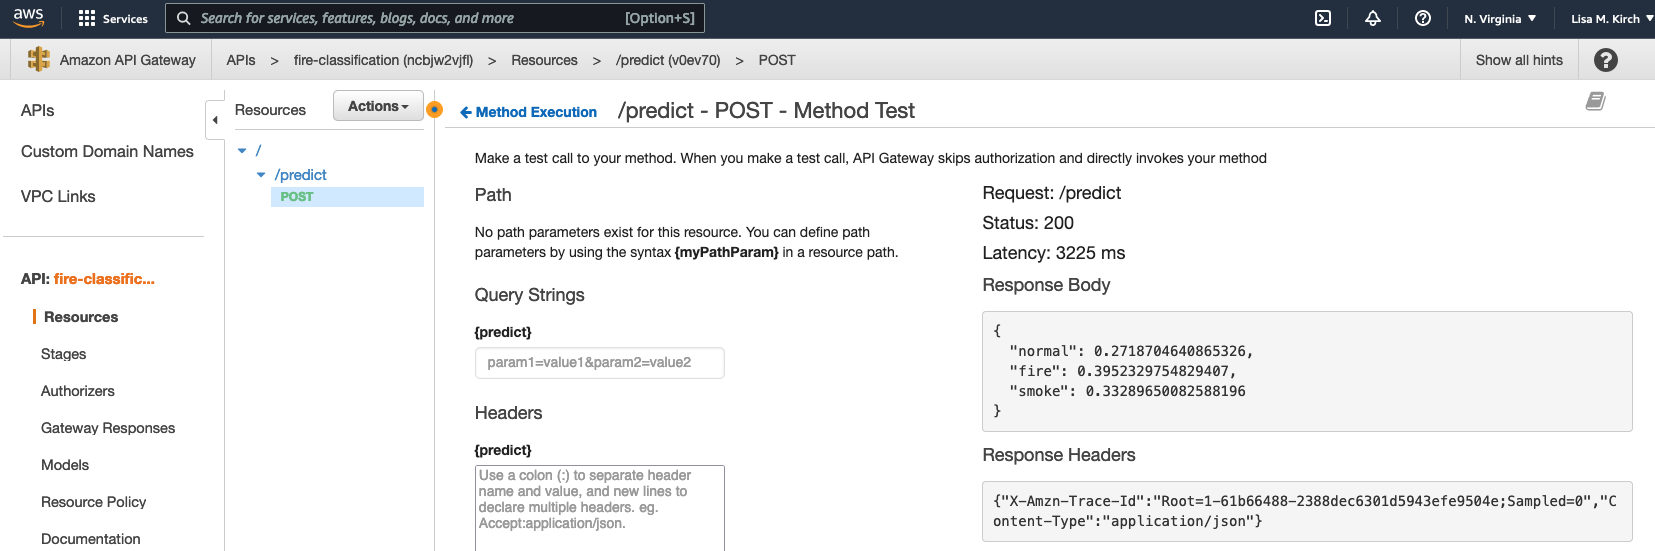 aws Services Search for services, features, blogs, docs, and more [Option+S] N. Virginia Lisa M. Kirch
Amazon API Gateway APIs > fire-classification (ncbjw2vjfl) > Resources > /predict (v0ev70) > POST Show all hints ?
APIs
Custom Domain Names
VPC Links
API: fire-classific...
Resources
Stages
Authorizers
Gateway Responses
Models
Resource Policy
Documentation
Resources Actions
/
/predict
POST
Method Execution /predict - POST - Method Test
Make a test call to your method. When you make a test call, API Gateway skips authorization and directly invokes your method
Path
No path parameters exist for this resource. You can define path
parameters by using the syntax {myPathParam} in a resource path.
Query Strings
{predict}
param1=value1&param2=value2
Headers
{predict}
Use a colon (:) to separate header
name and value, and new lines to
declare multiple headers. eg.
Accept:application/json.
Request: /predict
Status: 200
Latency: 3225 ms
Response Body
{
"normal": 0.2718704640865326,
"fire": 0.3952329754829407,
"smoke": 0.33289650082588196
}
Response Headers
{"X-Amzn-Trace-Id":"Root=1-61b66488-2388dec6301d5943efe9504e;Sampled=0","C
ontent-Type":"application/json"}